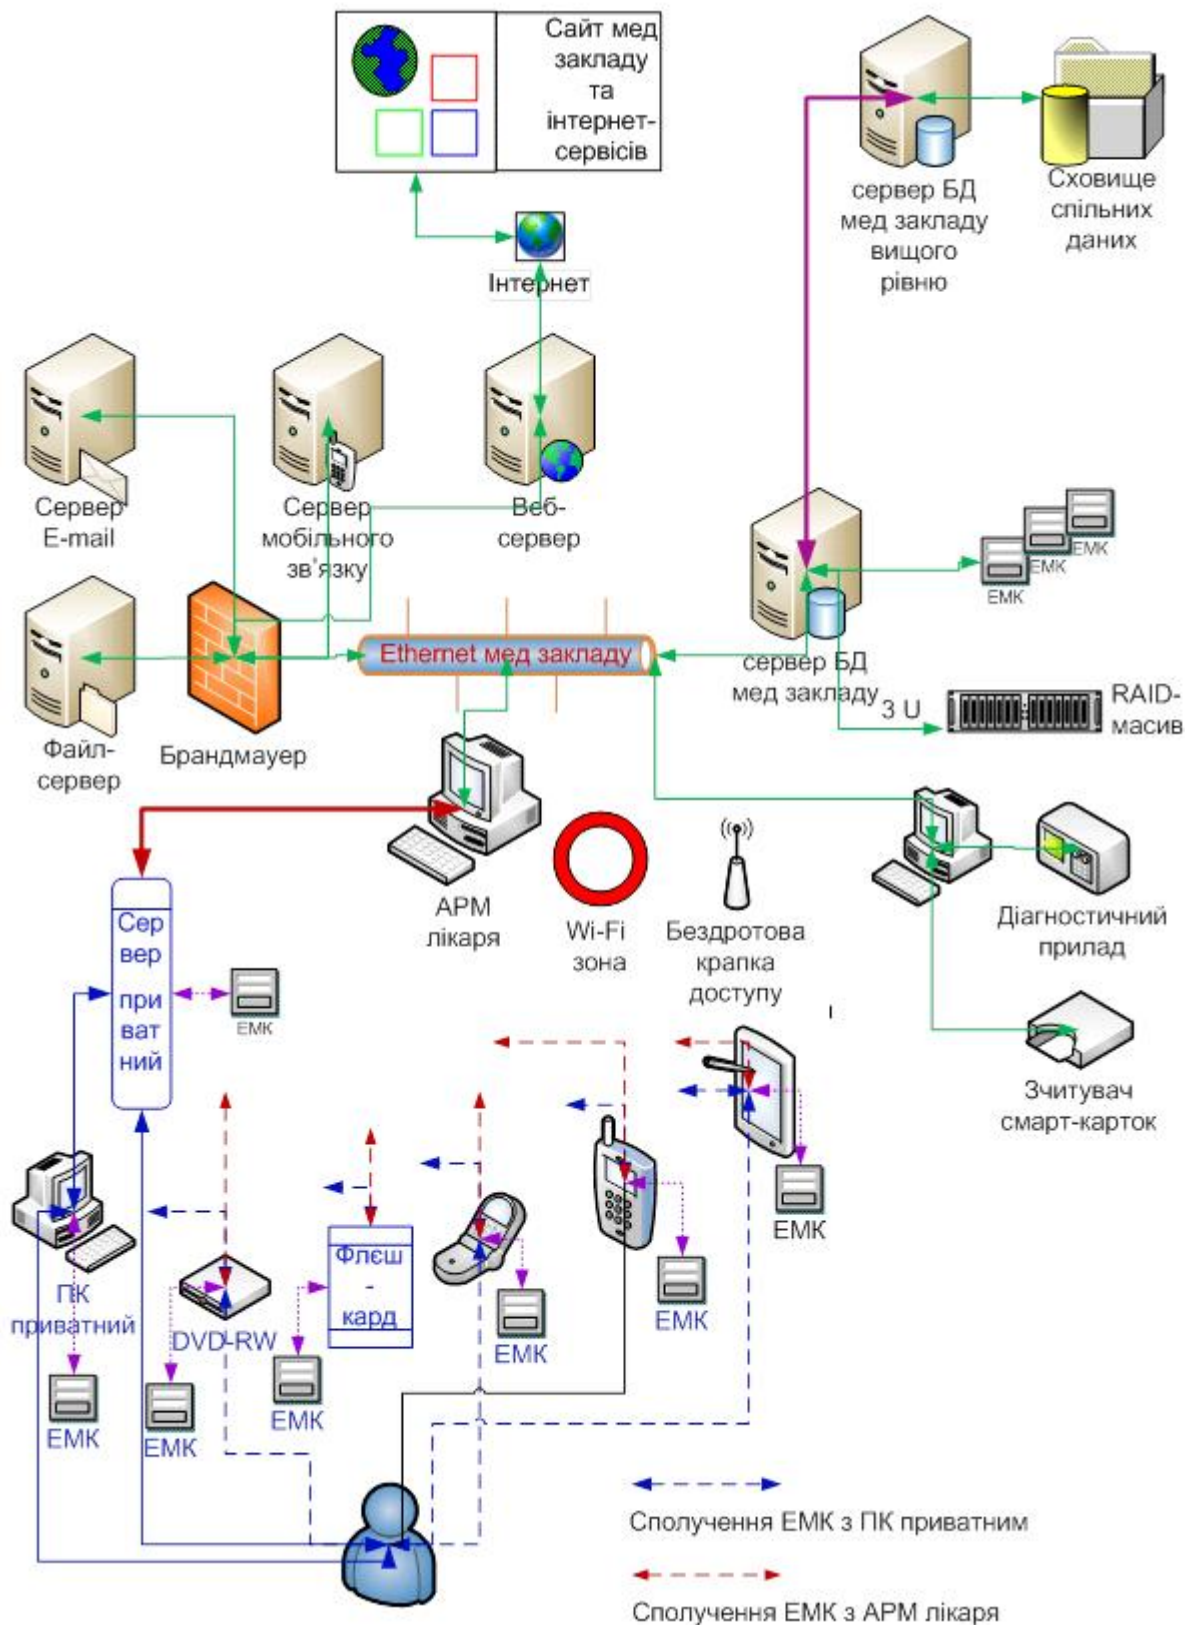 Сайт мед
закладу
та
інтернет-
сервісів
сервер БД
мед закладу
вищого
рівню
Сховище
спільних
даних
Інтернет
Сервер
E-mail
Сервер
мобільного
зв'язку
Веб-
сервер
ЕМК
ЕМК
ЕМК
Ethernet мед закладу
сервер БД
мед закладу
3 U
RAID-
масив
Файл-
сервер
Брандмауер
АРМ
лікаря
Wi-Fi
зона
Бездротова
крапка
доступу
Діагностичний
прилад
Сер
вер
при
ват
ний
ЕМК
Зчитувач
смарт-карток
ПК
приватний
DVD-RW
Флєш
-
кард
ЕМК
ЕМК
ЕМК
ЕМК
ЕМК
ЕМК
Сполучення ЕМК з ПК приватним
Сполучення ЕМК з АРМ лікаря